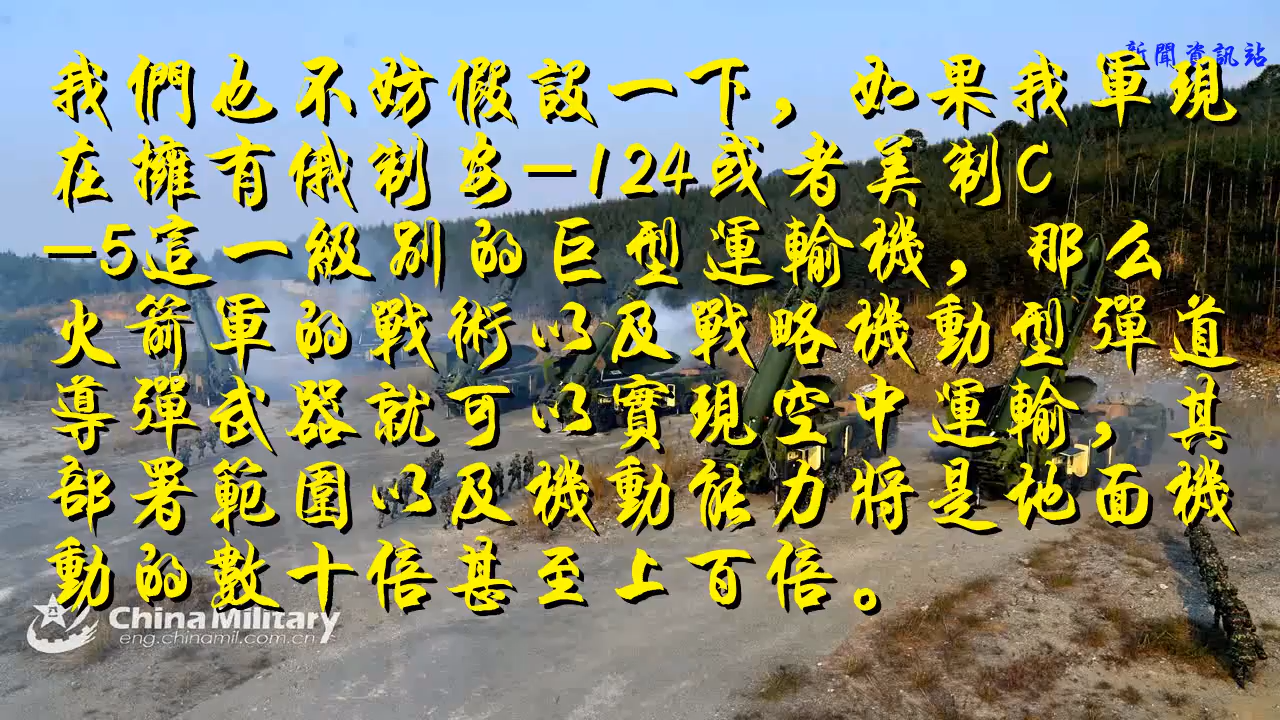 新聞資訊站
我們也不妨假設一下，如果我軍現
在擁有俄制安-124或者美制C
-5這一級別的巨型運輸機，那么
火箭軍的戰術以及戰略機動型彈道
導彈武器就可以實現空中運輸，其
部署範圍以及機動能力將是地面機
動的數十倍甚至上百倍。
China Military
eng.chinamil.com.cn